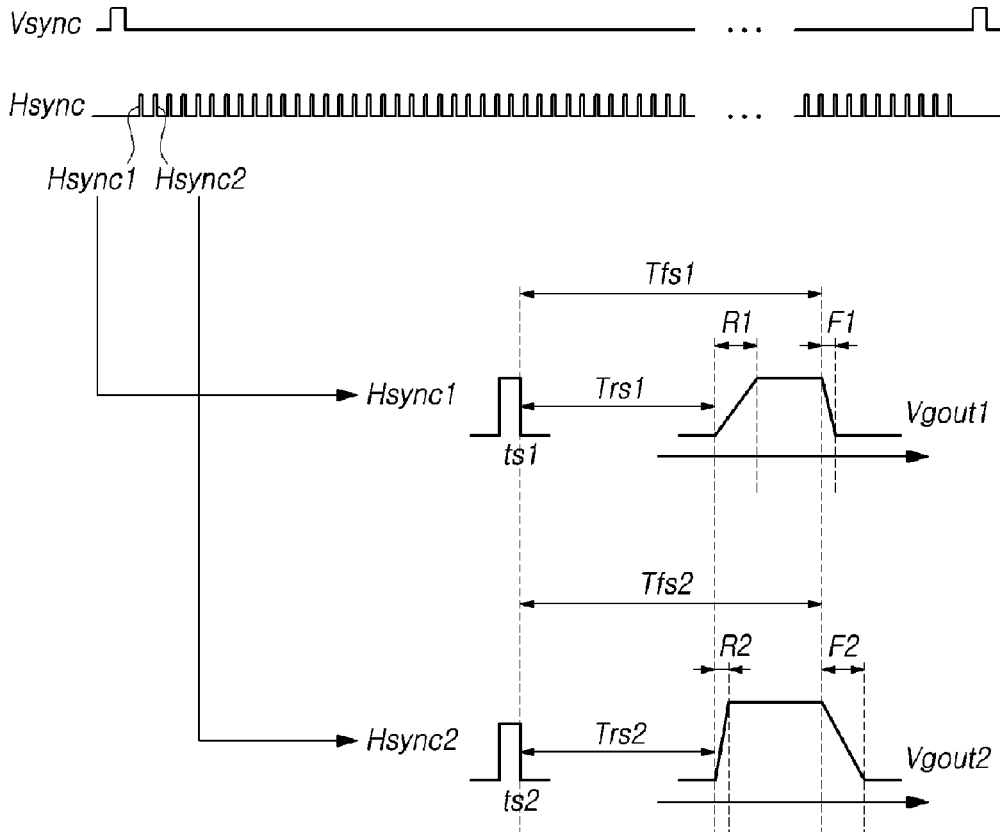 Vsync ...
Hsync ...
Hsync1 Hsync2
Tfs1
R1 F1
Hsync1 Trs1 Vgout1
ts1
Tfs2
R2 F2
Hsync2 Trs2 Vgout2
ts2